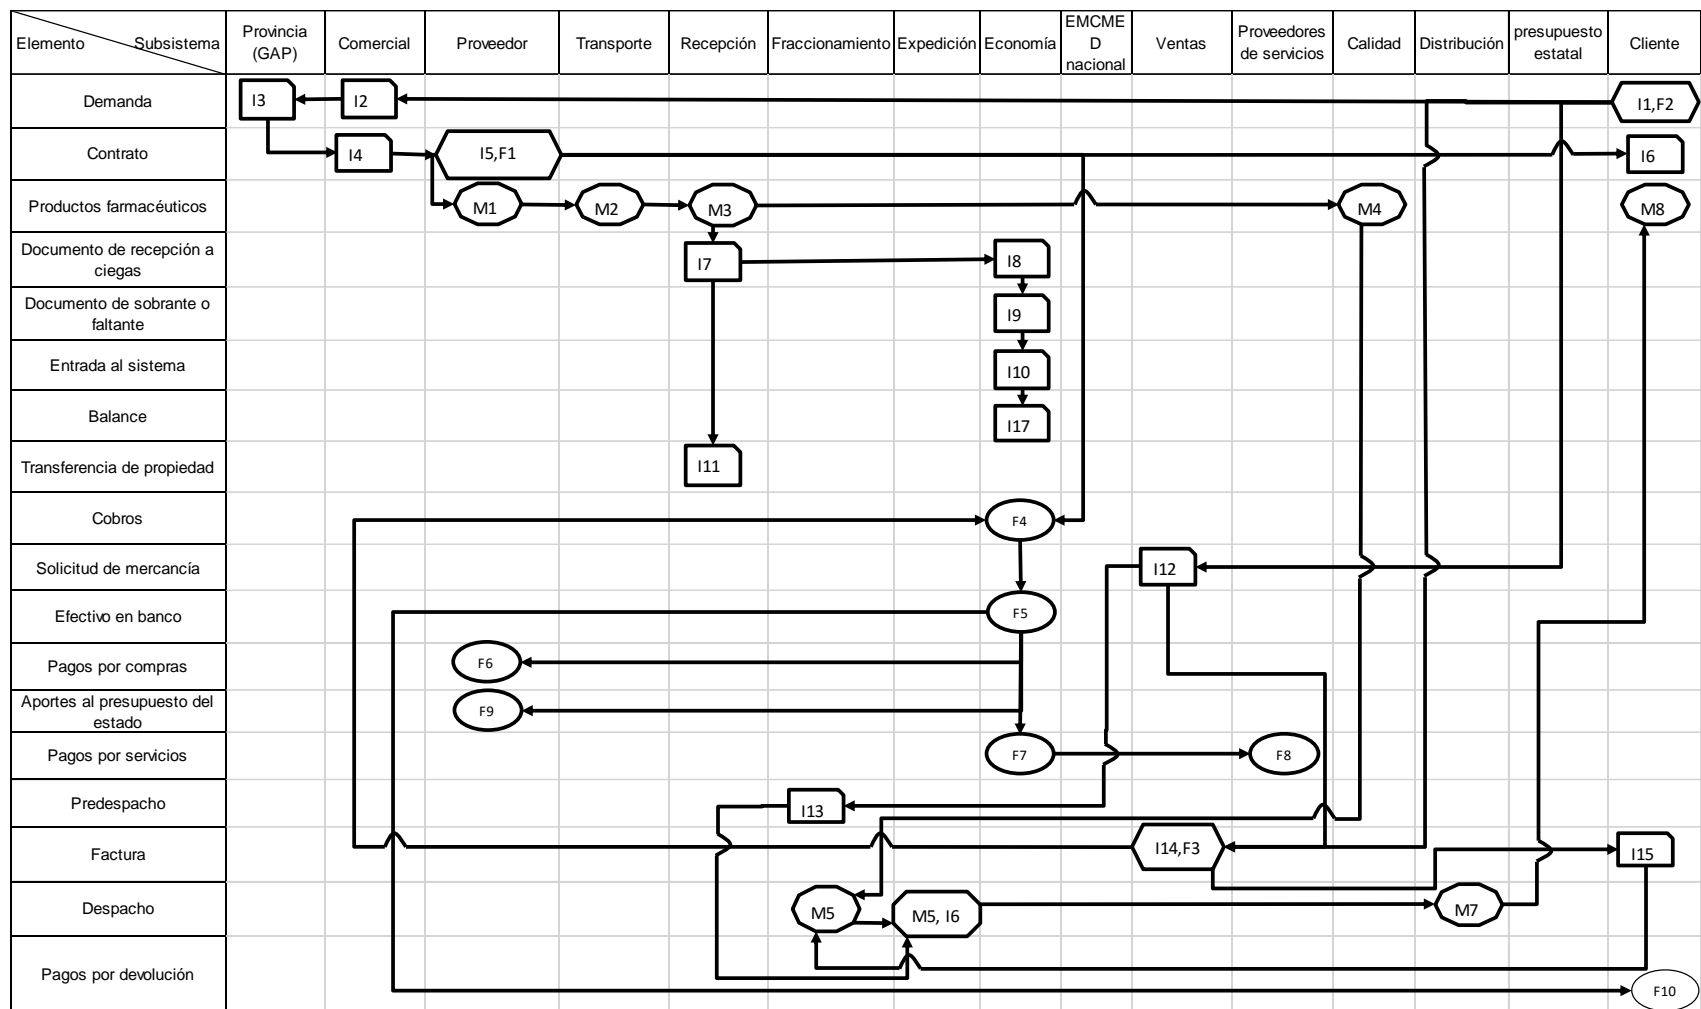 Elemento
Subsistema
Provincia
(GAP)
Comercial
Proveedor
Transporte
Recepción
Fraccionamiento
Expedición
Economía
EMCME
D
nacional
Ventas
Proveedores
de servicios
Calidad
Distribución
presupuesto
estatal
Cliente
Demanda
I3
I2
I1,F2
Contrato
I4
I5,F1
I6
Productos farmacéuticos
M1
M2
M3
M4
M8
Documento de recepción a
ciegas
I7
I8
Documento de sobrante o
faltante
I9
Entrada al sistema
I10
Balance
I17
Transferencia de propiedad
I11
Cobros
F4
Solicitud de mercancía
I12
Efectivo en banco
F5
Pagos por compras
F6
Aportes al presupuesto del
estado
F9
Pagos por servicios
F7
F8
Predespacho
I13
Factura
I14,F3
I15
Despacho
M5
M5, I6
M7
Pagos por devolución
F10